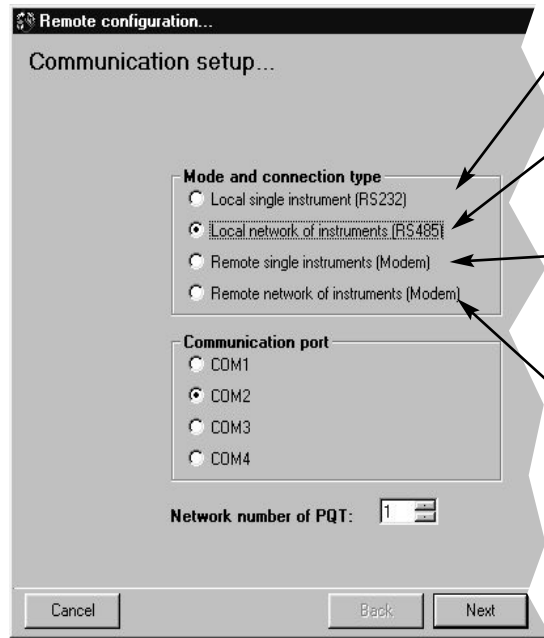 Remote configuration...
Communication setup...
Mode and connection type
Local single instrument (RS232)
Local network of instruments (RS485)
Remote single instruments (Modem)
Remote network of instruments (Modem)
Communication port
COM1
COM2
COM3
COM4
Network number of PQT: 1
Cancel Back Next